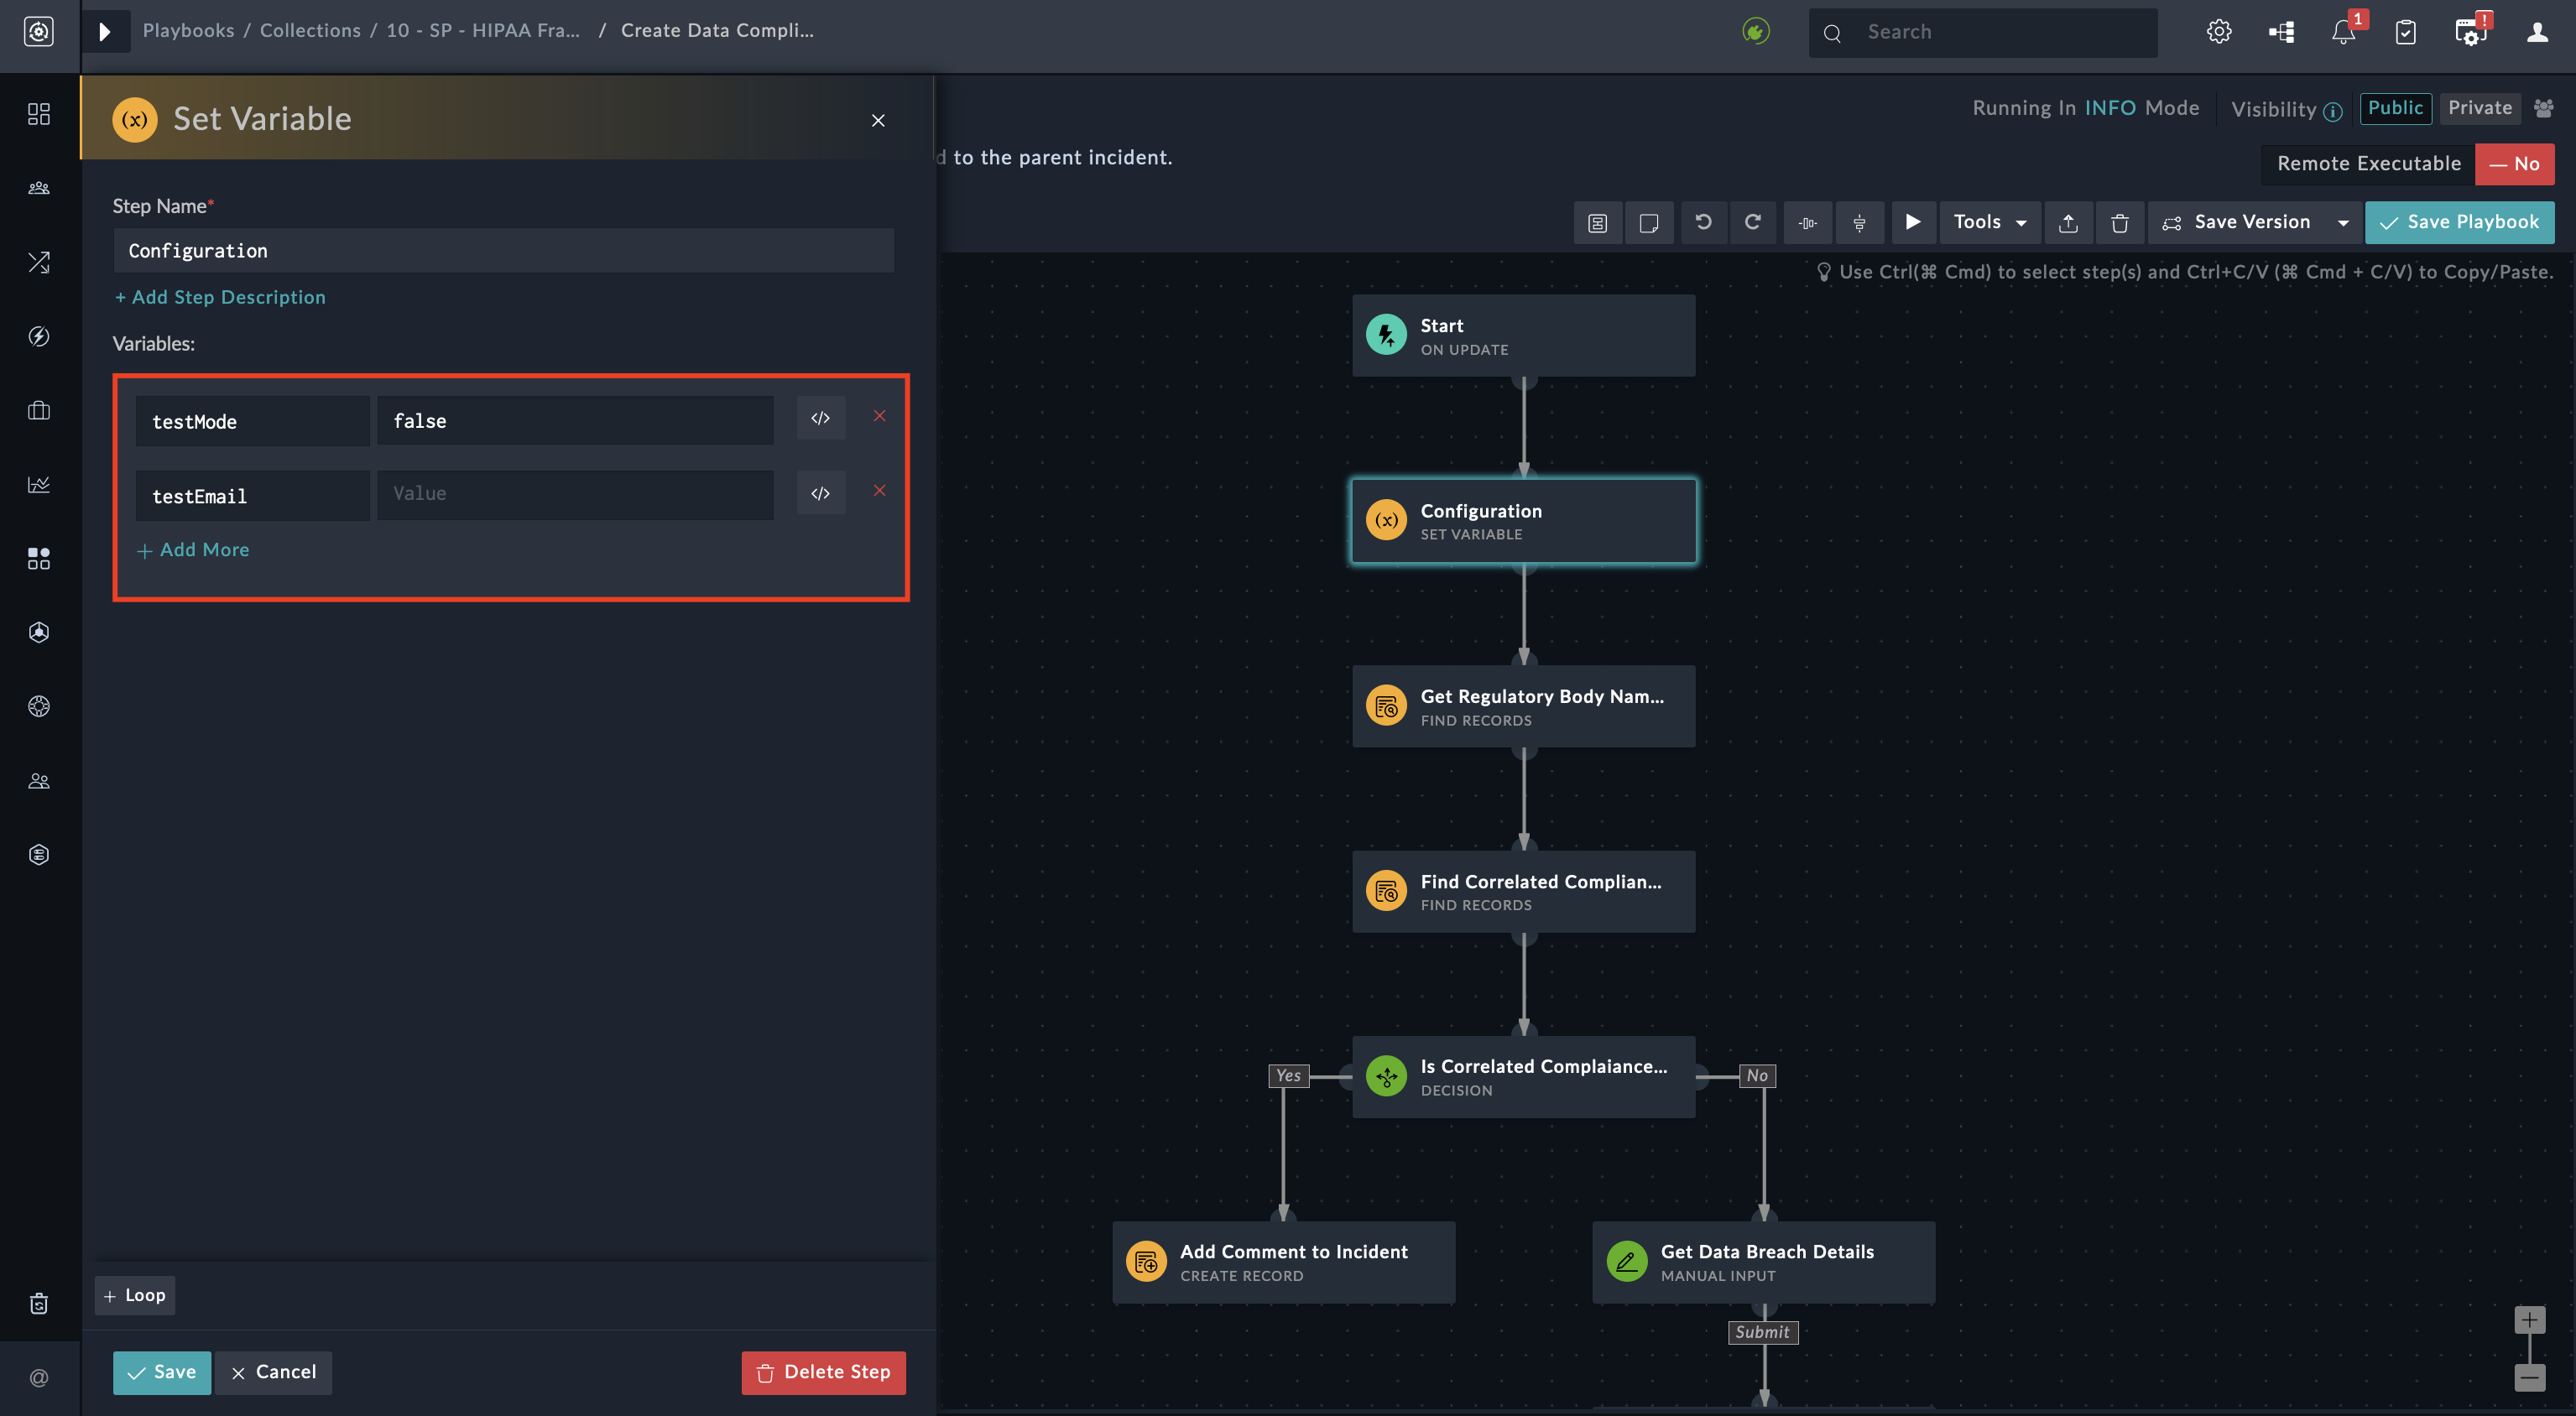 Playbooks / Collections / 10 - SP - HIPAA Fra... / Create Data Compli...
Search
1
!
(x) Set Variable
Step Name*
Configuration
+ Add Step Description
Variables:
testMode
false
</>
testEmail
Value
</>
+ Add More
+ Loop
Save
Cancel
Delete Step
@
Running In INFO Mode
Visibility
Public
Private
d to the parent incident.
Remote Executable
No
Tools
Save Version
Save Playbook
Use Ctrl(⌘ Cmd) to select step(s) and Ctrl+C/V (⌘ Cmd + C/V) to Copy/Paste.
Start
ON UPDATE
(x)
Configuration
SET VARIABLE
Get Regulatory Body Nam...
FIND RECORDS
Find Correlated Complian...
FIND RECORDS
Yes
Is Correlated Complaiance...
DECISION
No
Add Comment to Incident
CREATE RECORD
Get Data Breach Details
MANUAL INPUT
Submit